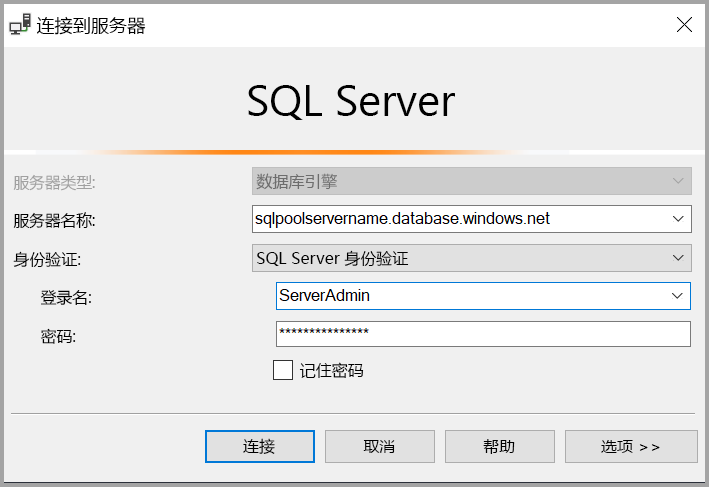 连接到服务器
SQL Server
服务器类型: 数据库引擎
服务器名称: sqlpoolservername.database.windows.net
身份验证: SQL Server 身份验证
登录名: ServerAdmin
密码: ***************
记住密码
连接 取消 帮助 选项 >>